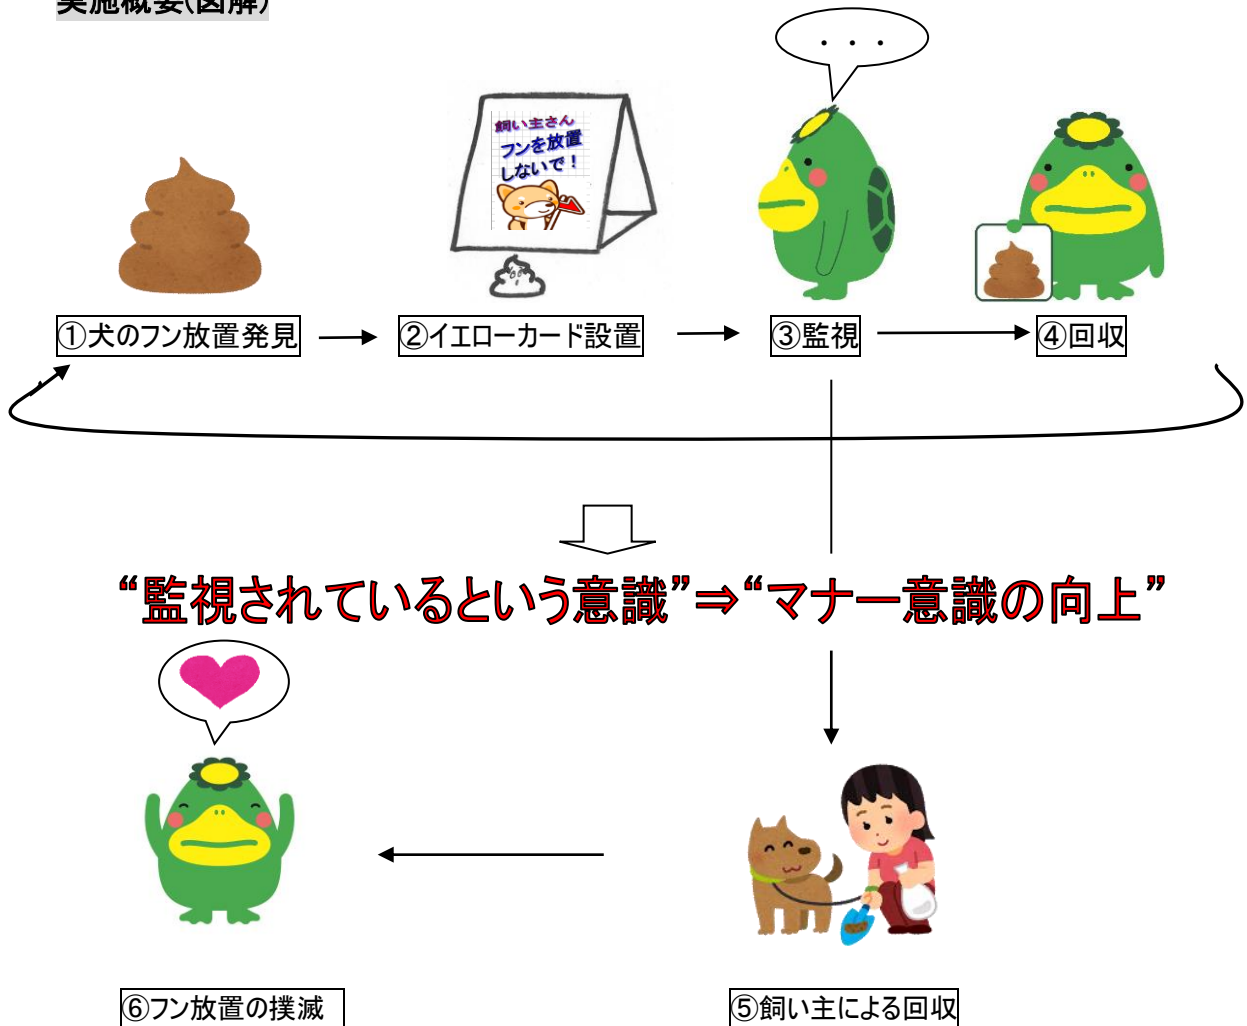 実施概要(図解)
・・・
飼い主さん
フンを放置
しないで！
①犬のフン放置発見
②イエローカード設置
③監視
④回収
“監視されているという意識”⇒“マナー意識の向上”
⑥フン放置の撲滅
⑤飼い主による回収